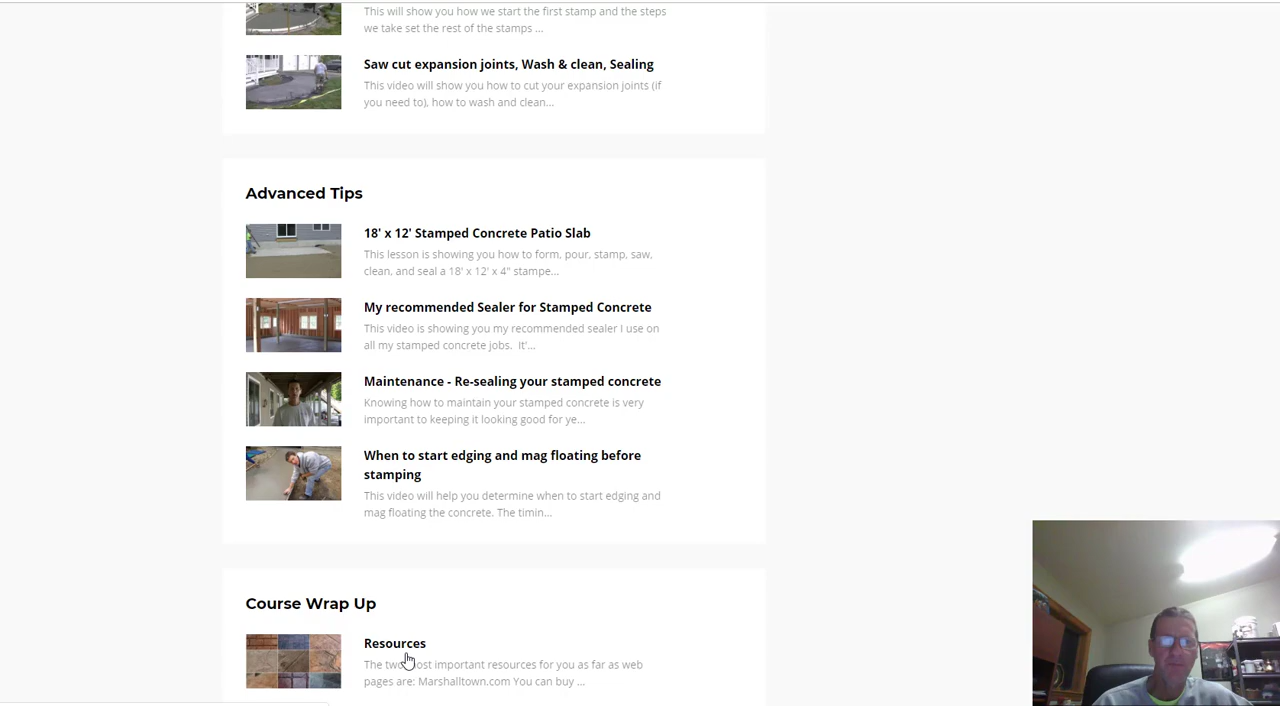 This will show you how we start the first stamp and the steps
we take set the rest of the stamps ...
Saw cut expansion joints, Wash & clean, Sealing
This video will show you how to cut your expansion joints (if
you need to), how to wash and clean...
Advanced Tips
18' x 12' Stamped Concrete Patio Slab
This lesson is showing you how to form, pour, stamp, saw,
clean, and seal a 18' x 12' x 4" stampe...
My recommended Sealer for Stamped Concrete
This video is showing you my recommended sealer I use on
all my stamped concrete jobs. It'...
Maintenance - Re-sealing your stamped concrete
Knowing how to maintain your stamped concrete is very
important to keeping it looking good for ye...
When to start edging and mag floating before
stamping
This video will help you determine when to start edging and
mag floating the concrete. The timin...
Course Wrap Up
Resources
The two most important resources for you as far as web
pages are: Marshalltown.com You can buy ...